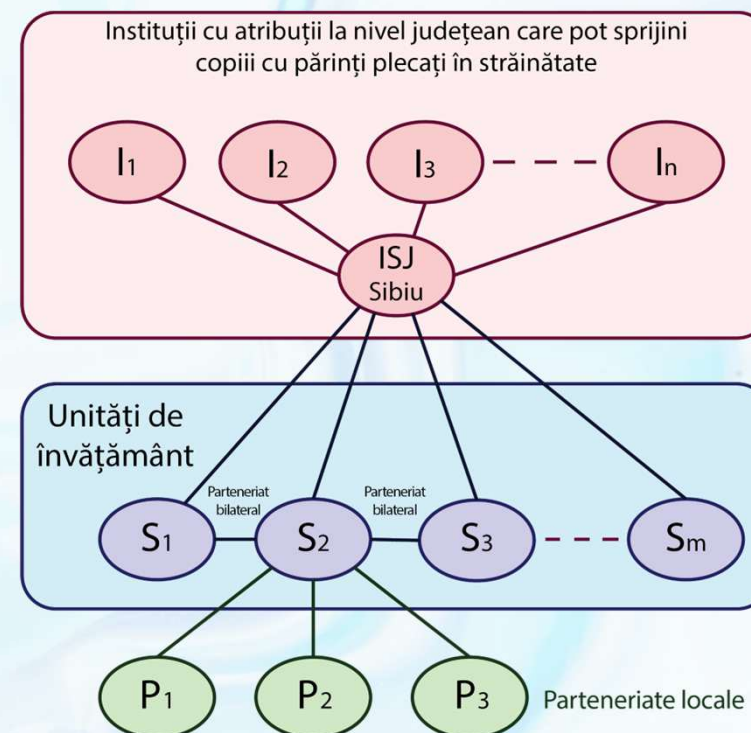 Instituții cu atribuții la nivel județean care pot sprijini
copiii cu părinți plecați în străinătate
I1 I2 I3 In
ISJ
Sibiu
Unități de
învățământ
Parteneriat
bilateral
Parteneriat
bilateral
S1 S2 S3 Sm
P1 P2 P3 Parteneriate locale